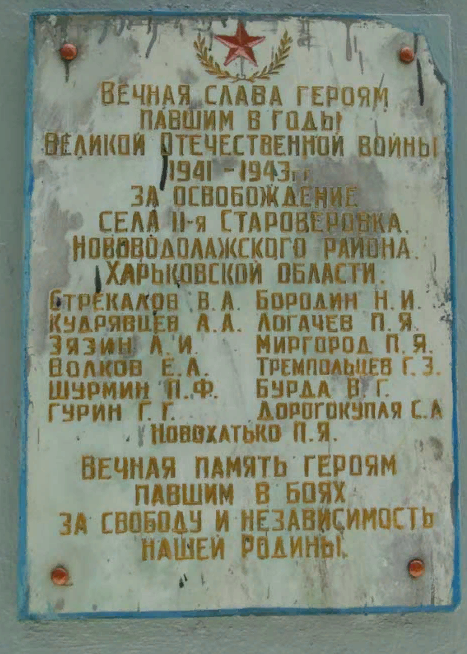 ВЕЧНАЯ СЛАВА ГЕРОЯМ
ПАВШИМ В ГОДЫ
ВЕЛИКОЙ ОТЕЧЕСТВЕННОЙ ВОЙНЫ
1941 - 1943 гг
ЗА ОСВОБОЖДЕНИЕ
СЕЛА II-я СТАРОВЕРОВКА.
НОВОВОДОЛАЖСКОГО РАЙОНА.
ХАРЬКОВСКОЙ ОБЛАСТИ.
СТРЕКАЛОВ В.А. БОРОДИН Н.И.
КУДРЯВЦЕВ А.А. ЛОГАЧЕВ П.Я.
ЗЯЗИН Л.И. МИРГОРОД П.Я.
ВОЛКОВ Е.А. ТРЕМПОЛЬЦЕВ Г.З.
ШУРМИН П.Ф. БУРДА В.Г.
ГУРИН Г.Г. ДОРОГОКУПЛЯ С.А
НОВОХАТЬКО П.Я.
ВЕЧНАЯ ПАМЯТЬ ГЕРОЯМ
ПАВШИМ В БОЯХ
ЗА СВОБОДУ И НЕЗАВИСИМОСТЬ
НАШЕЙ РОДИНЫ.